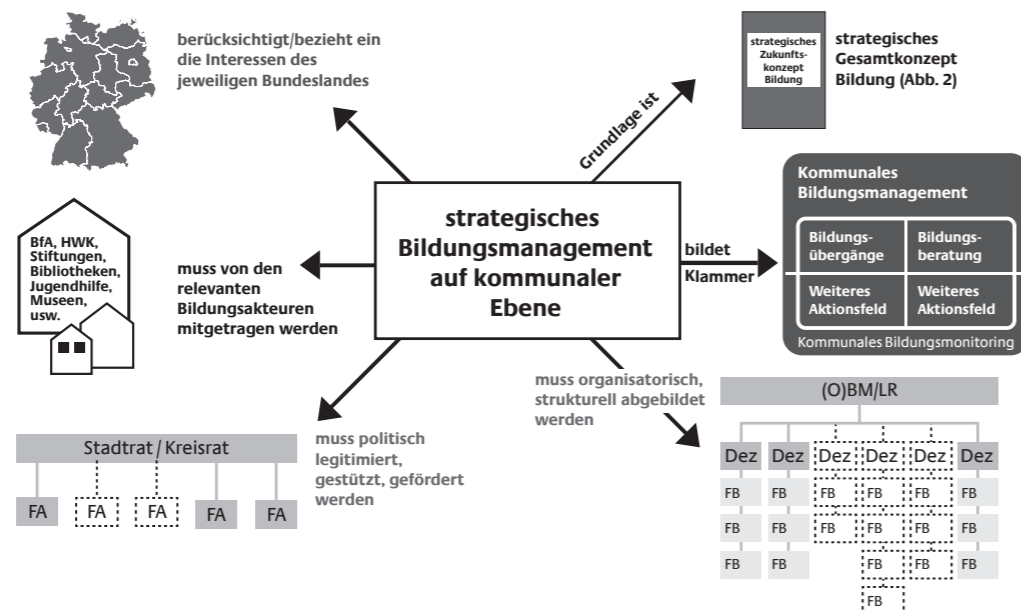 berücksichtigt/bezieht ein
die Interessen des
jeweiligen Bundeslandes
Grundlage ist
strategisches
Zukunfts-
konzept
Bildung
strategisches
Gesamtkonzept
Bildung (Abb. 2)
BfA, HWK,
Stiftungen,
Bibliotheken,
Jugendhilfe,
Museen,
usw.
muss von den
relevanten
Bildungsakteuren
mitgetragen werden
strategisches
Bildungsmanagement
auf kommunaler
Ebene
bildet
Klammer
Kommunales
Bildungsmanagement
Bildungs-
übergänge
Bildungs-
beratung
Weiteres
Aktionsfeld
Weiteres
Aktionsfeld
Kommunales Bildungsmonitoring
Stadtrat / Kreisrat
FA FA FA FA FA
muss politisch
legitimiert,
gestützt, gefördert
werden
muss organisatorisch,
strukturell abgebildet
werden
(O)BM/LR
Dez Dez Dez Dez Dez Dez
FB FB FB FB FB FB
FB FB FB FB FB FB
FB FB FB FB FB
FB